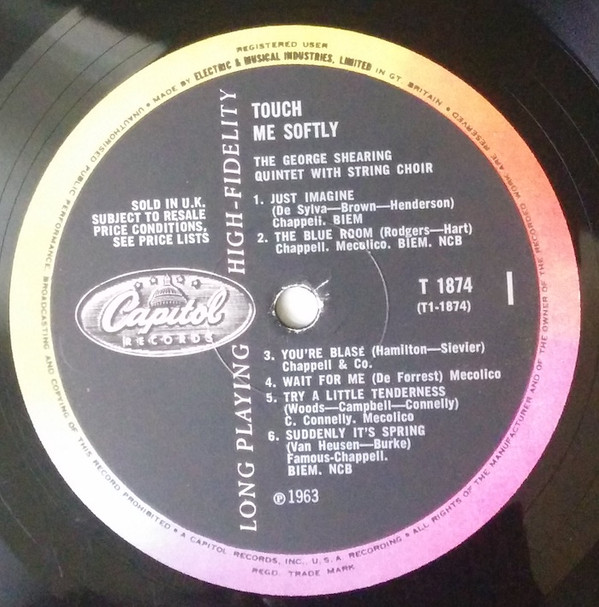 REGISTERED USER
MADE BY ELECTRIC & MUSICAL INDUSTRIES, LIMITED IN GT. BRITAIN • ALL RIGHTS OF THE MANUFACTURER AND OF THE OWNER OF THE RECORDED WORK ARE RESERVED
UNAUTHORISED PUBLIC PERFORMANCE, BROADCASTING AND COPYING OF THIS RECORD PROHIBITED • A CAPITOL RECORDS, INC., U.S.A. RECORDING •
REGD. TRADE MARK
LONG PLAYING HIGH-FIDELITY
TOUCH
ME SOFTLY
THE GEORGE SHEARING
QUINTET WITH STRING CHOIR
1. JUST IMAGINE
(De Sylva—Brown—Henderson)
Chappell. BIEM
2. THE BLUE ROOM (Rodgers—Hart)
Chappell. Mecolico. BIEM. NCB
SOLD IN U.K.
SUBJECT TO RESALE
PRICE CONDITIONS,
SEE PRICE LISTS
Capitol
RECORDS
T 1874
(T1-1874)
1
3. YOU'RE BLASÉ (Hamilton—Sievier)
Chappell & Co.
4. WAIT FOR ME (De Forrest) Mecolico
5. TRY A LITTLE TENDERNESS
(Woods—Campbell—Connelly)
C. Connelly. Mecolico
6. SUDDENLY IT'S SPRING
(Van Heusen—Burke)
Famous-Chappell.
BIEM. NCB
℗ 1963